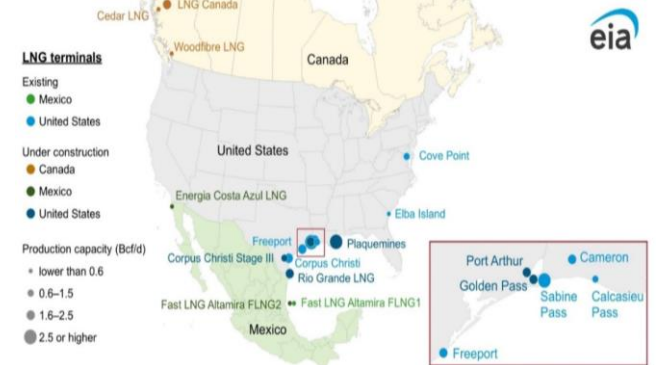 LNG Canada
Cedar LNG
Woodfibre LNG
eia
LNG terminals
Existing
Mexico
United States
Under construction
Canada
Mexico
United States
Production capacity (Bcf/d)
lower than 0.6
0.6–1.5
1.6–2.5
2.5 or higher
Canada
United States
Cove Point
Energia Costa Azul LNG
Elba Island
Freeport
Plaquemines
Corpus Christi Stage III
Corpus Christi
Rio Grande LNG
Fast LNG Altamira FLNG2
Fast LNG Altamira FLNG1
Mexico
Port Arthur
Cameron
Golden Pass
Sabine
Pass
Calcasieu
Pass
Freeport